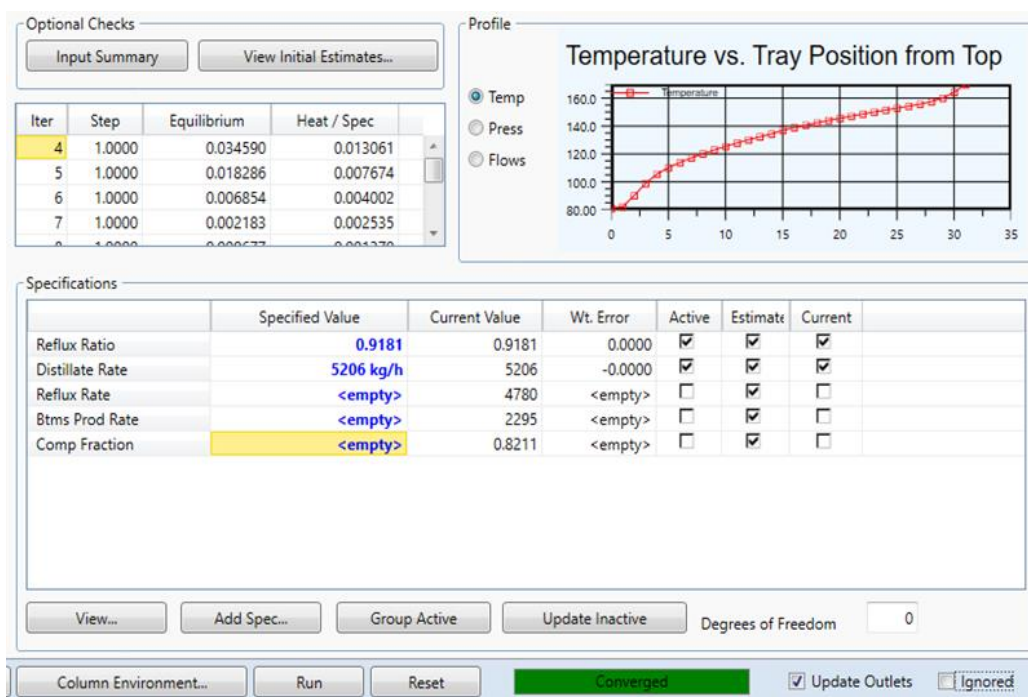 Optional Checks
Input Summary View Initial Estimates...
Iter Step Equilibrium Heat / Spec
4 1.0000 0.034590 0.013061
5 1.0000 0.018286 0.007674
6 1.0000 0.006854 0.004002
7 1.0000 0.002183 0.002535
Profile
Temp
Press
Flows
Temperature vs. Tray Position from Top
Temperature
160.0
140.0
120.0
100.0
80.00
0 5 10 15 20 25 30 35
Specifications
Specified Value Current Value Wt. Error Active Estimate Current
Reflux Ratio 0.9181 0.9181 0.0000
Distillate Rate 5206 kg/h 5206 -0.0000
Reflux Rate <empty> 4780 <empty>
Btms Prod Rate <empty> 2295 <empty>
Comp Fraction <empty> 0.8211 <empty>
View... Add Spec... Group Active Update Inactive Degrees of Freedom 0
Column Environment... Run Reset Converged Update Outlets Ignored